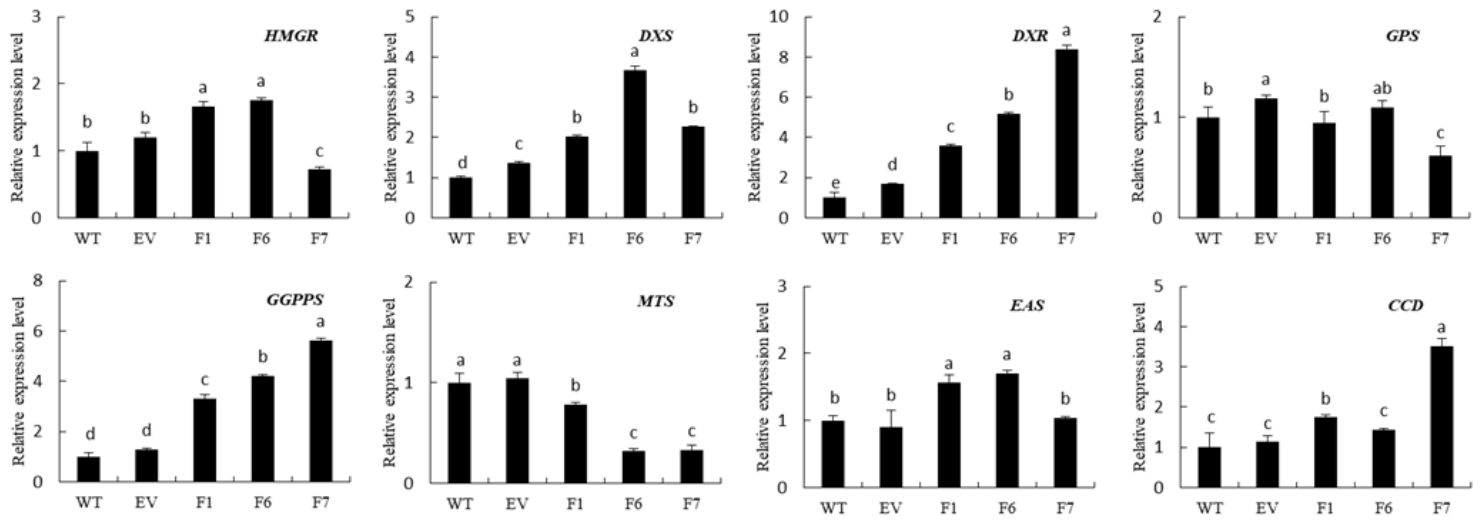 Relative expression level
3
2
1
0
HMGR
b
b
a
a
c
WT EV F1 F6 F7
Relative expression level
5
4
3
2
1
0
DXS
d
c
b
a
b
WT EV F1 F6 F7
Relative expression level
10
8
6
4
2
0
DXR
e
d
c
b
a
WT EV F1 F6 F7
Relative expression level
2
1
0
GPS
b
a
b
ab
c
WT EV F1 F6 F7
Relative expression level
8
6
4
2
0
GGPPS
d
d
c
b
a
WT EV F1 F6 F7
Relative expression level
2
1
0
MTS
a
a
b
c
c
WT EV F1 F6 F7
Relative expression level
3
2
1
0
EAS
b
b
a
a
b
WT EV F1 F6 F7
Relative expression level
5
4
3
2
1
0
CCD
c
c
b
c
a
WT EV F1 F6 F7